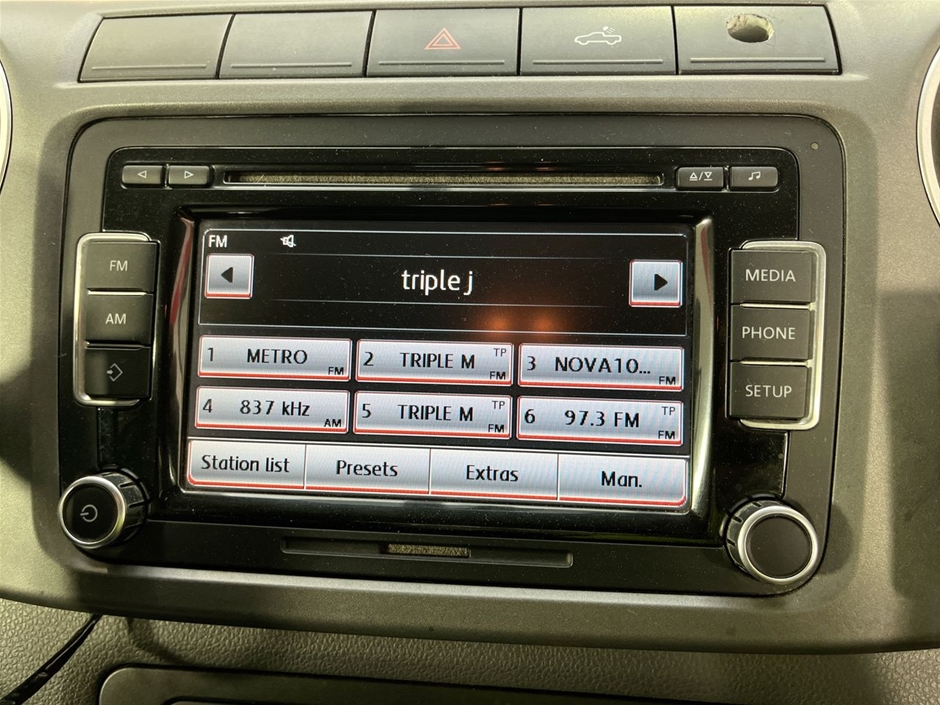 FM
triple j
FM
AM
MEDIA
PHONE
SETUP
1 METRO FM
2 TRIPLE M TP FM
3 NOVA10... FM
4 837 kHz AM
5 TRIPLE M TP FM
6 97.3 FM TP FM
Station list Presets Extras Man.